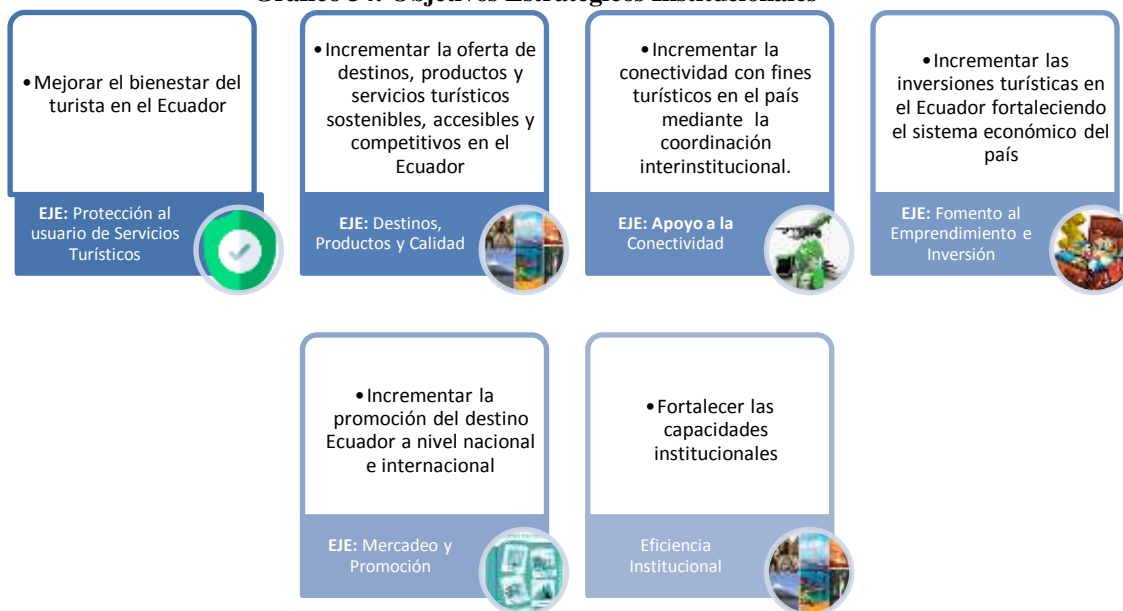 Objetivos Estratégicos Institucionales
•Mejorar el bienestar del
turista en el Ecuador
EJE: Protección al
usuario de Servicios
Turísticos
•Incrementar la oferta de
destinos, productos y
servicios turísticos
sostenibles, accesibles y
competitivos en el
Ecuador
EJE: Destinos,
Productos y Calidad
•Incrementar la
conectividad con fines
turísticos en el país
mediante la
coordinación
interinstitucional.
EJE: Apoyo a la
Conectividad
•Incrementar las
inversiones turísticas en
el Ecuador fortaleciendo
el sistema económico del
país
EJE: Fomento al
Emprendimiento e
Inversión
•Incrementar la
promoción del destino
Ecuador a nivel nacional
e internacional
EJE: Mercadeo y
Promoción
•Fortalecer las
capacidades
institucionales
Eficiencia
Institucional